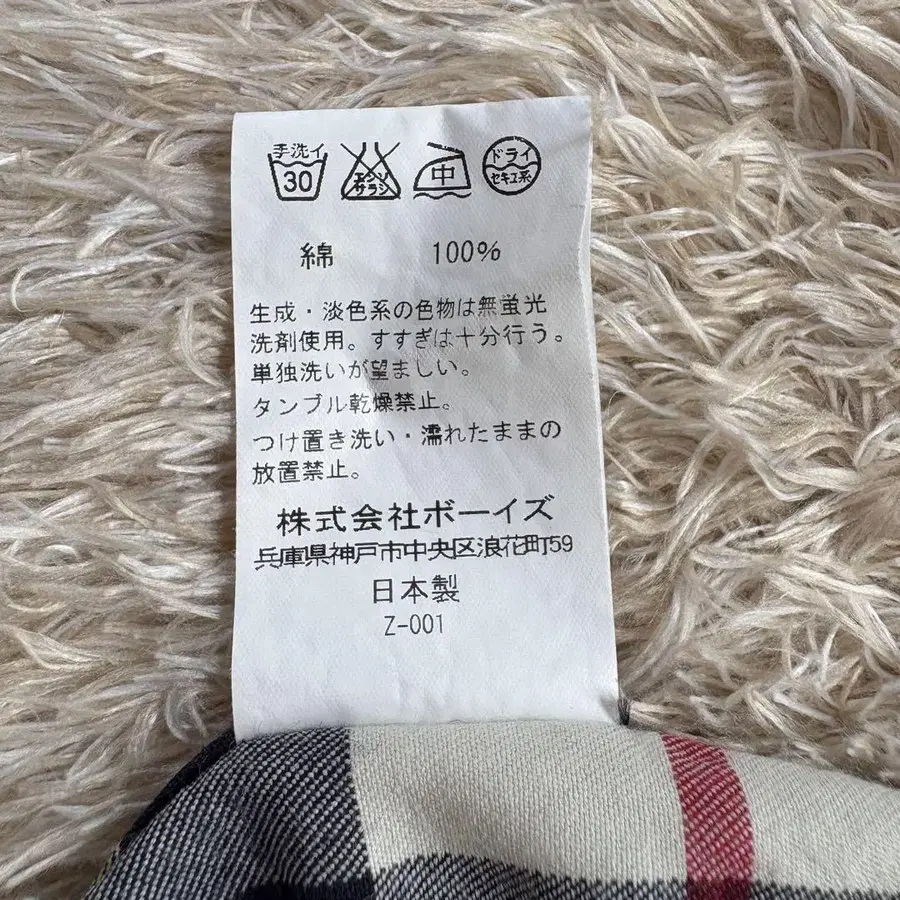 手洗イ
30
エンソ
サラシ
中
ドライ
セキユ系
綿 100%
生成・淡色系の色物は無蛍光
洗剤使用。すすぎは十分行う。
単独洗いが望ましい。
タンブル乾燥禁止。
つけ置き洗い・濡れたままの
放置禁止。
株式会社ボーイズ
兵庫県神戸市中央区浪花町59
日本製
Z-001